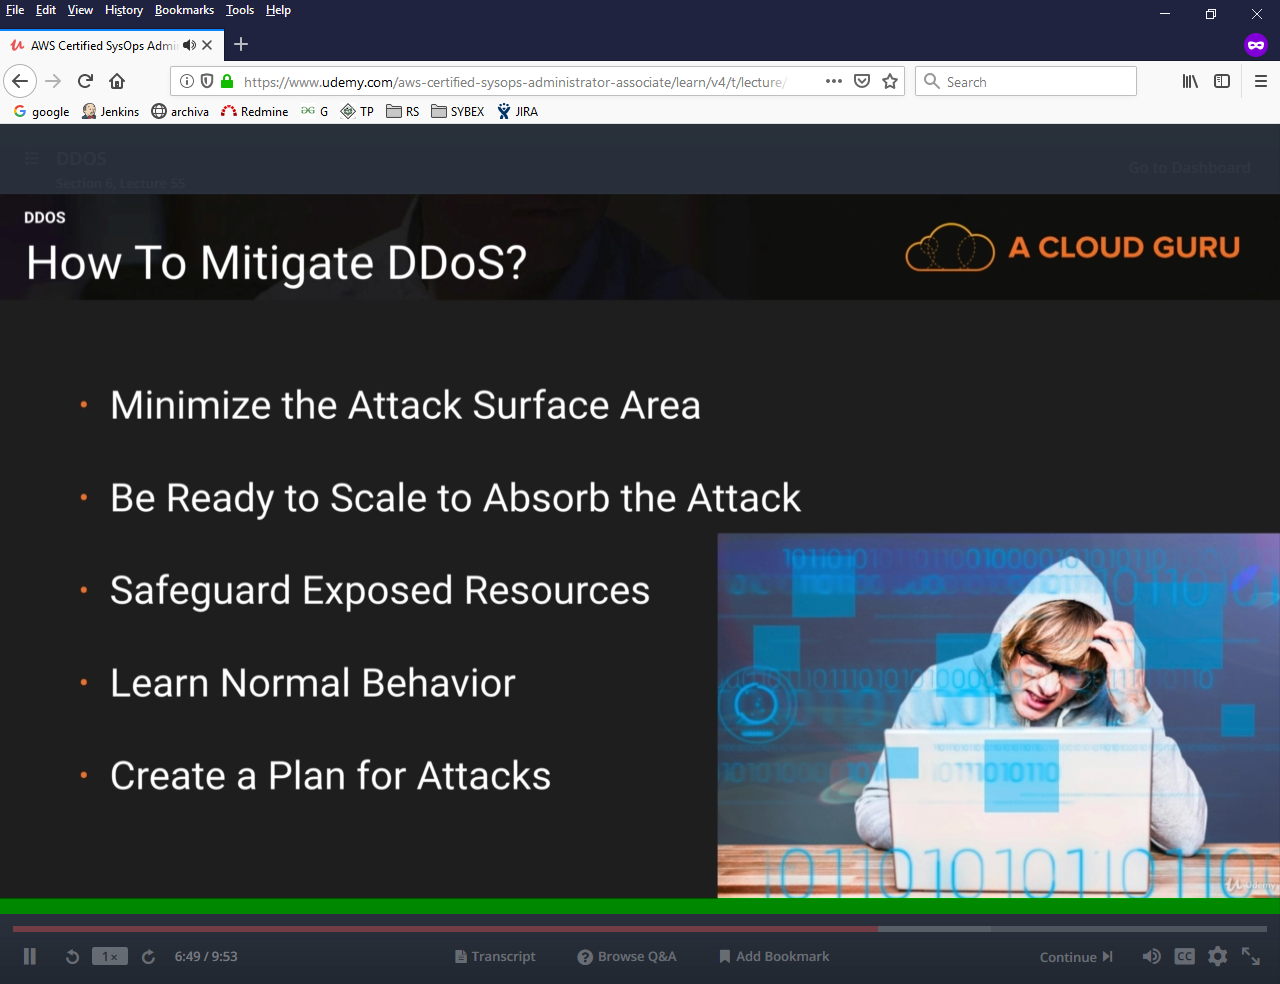 File Edit View History Bookmarks Tools Help
AWS Certified SysOps Admi
https://www.udemy.com/aws-certified-sysops-administrator-associate/learn/v4/t/lecture/
Search
google Jenkins archiva Redmine G TP RS SYBEX JIRA
DDOS
Go to Dashboard
Section 6, Lecture 55
DDOS
How To Mitigate DDoS?
A CLOUD GURU
• Minimize the Attack Surface Area
• Be Ready to Scale to Absorb the Attack
• Safeguard Exposed Resources
• Learn Normal Behavior
• Create a Plan for Attacks
udemy
1x
6:49 / 9:53
Transcript
Browse Q&A
Add Bookmark
Continue
CC